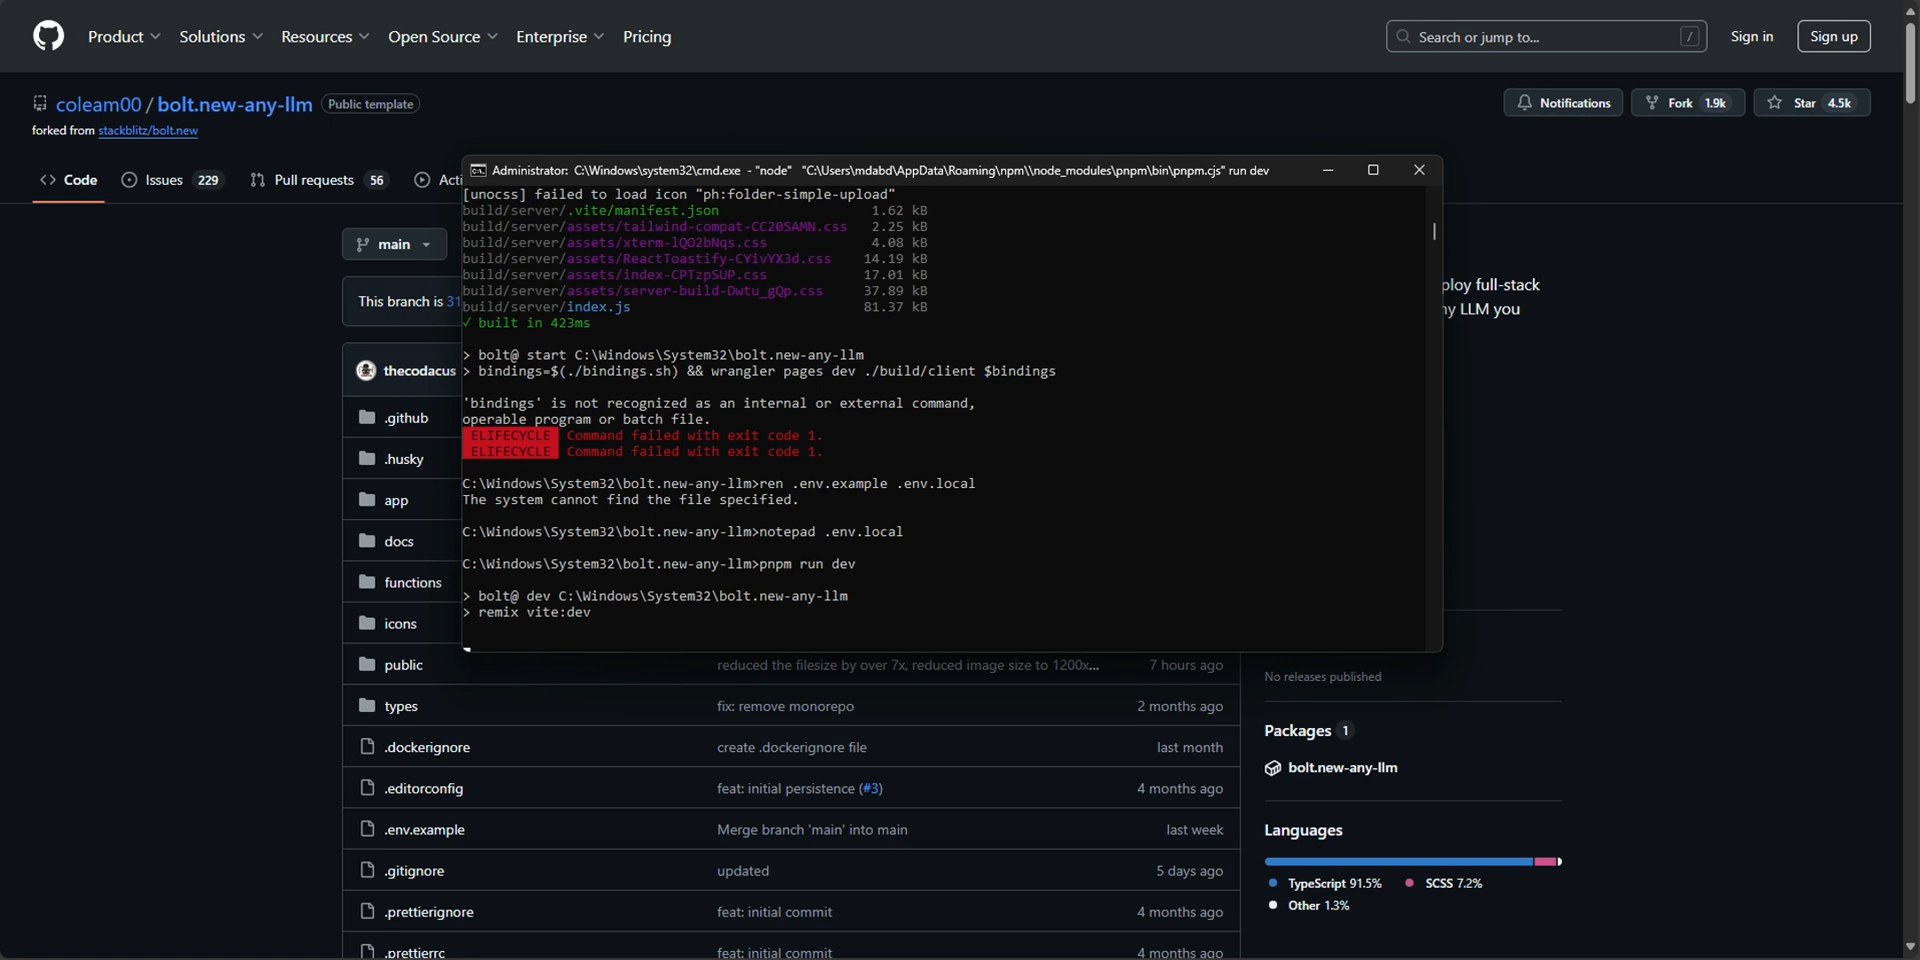 Product
Solutions
Resources
Open Source
Enterprise
Pricing
Search or jump to...
/
Sign in
Sign up
coleam00 / bolt.new-any-llm
Public template
forked from stackblitz/bolt.new
Notifications
Fork 1.9k
Star 4.5k
Code
Issues 229
Pull requests 56
Acti
Administrator: C:\Windows\system32\cmd.exe - "node" "C:\Users\mdabd\AppData\Roaming\npm\\node_modules\pnpm\bin\pnpm.cjs" run dev
[unocss] failed to load icon "ph:folder-simple-upload"
build/server/.vite/manifest.json 1.62 kB
build/server/assets/tailwind-compat-CC20SAMN.css 2.25 kB
build/server/assets/xterm-lQO2bNqs.css 4.08 kB
build/server/assets/ReactToastify-CYivYX3d.css 14.19 kB
build/server/assets/index-CPTzpSUP.css 17.01 kB
build/server/assets/server-build-Dwtu_gQp.css 37.89 kB
build/server/index.js 81.37 kB
✓ built in 423ms
> bolt@ start C:\Windows\System32\bolt.new-any-llm
> bindings=$(./bindings.sh) && wrangler pages dev ./build/client $bindings
'bindings' is not recognized as an internal or external command,
operable program or batch file.
ELIFECYCLE Command failed with exit code 1.
ELIFECYCLE Command failed with exit code 1.
C:\Windows\System32\bolt.new-any-llm>ren .env.example .env.local
The system cannot find the file specified.
C:\Windows\System32\bolt.new-any-llm>notepad .env.local
C:\Windows\System32\bolt.new-any-llm>pnpm run dev
> bolt@ dev C:\Windows\System32\bolt.new-any-llm
> remix vite:dev
main
This branch is 31
thecodacus
.github
.husky
app
docs
functions
icons
public reduced the filesize by over 7x, reduced image size to 1200x... 7 hours ago
types fix: remove monorepo 2 months ago
.dockerignore create .dockerignore file last month
.editorconfig feat: initial persistence (#3) 4 months ago
.env.example Merge branch 'main' into main last week
.gitignore updated 5 days ago
.prettierignore feat: initial commit 4 months ago
.prettierrc feat: initial commit 4 months ago
ploy full-stack
ny LLM you
No releases published
Packages 1
bolt.new-any-llm
Languages
TypeScript 91.5%
SCSS 7.2%
Other 1.3%